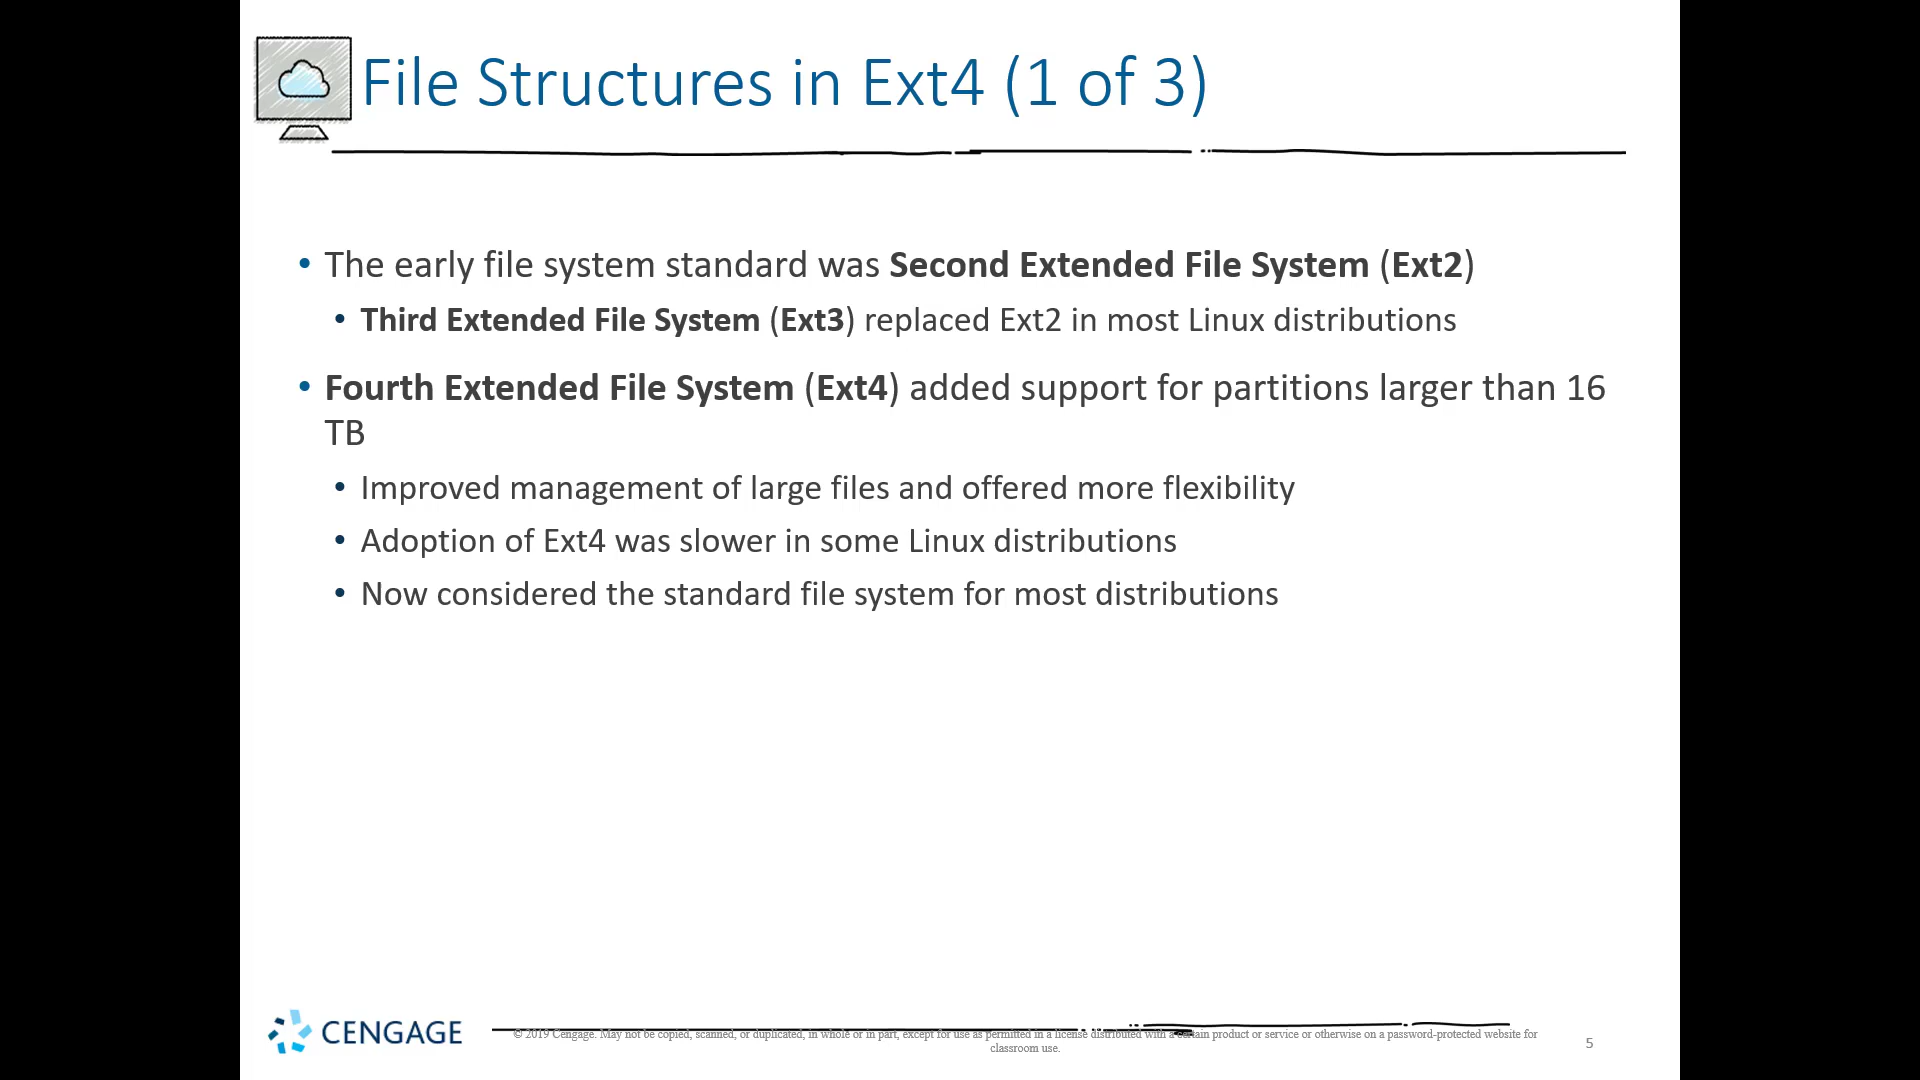 File Structures in Ext4 (1 of 3)
• The early file system standard was Second Extended File System (Ext2)
• Third Extended File System (Ext3) replaced Ext2 in most Linux distributions
• Fourth Extended File System (Ext4) added support for partitions larger than 16
TB
• Improved management of large files and offered more flexibility
• Adoption of Ext4 was slower in some Linux distributions
• Now considered the standard file system for most distributions
CENGAGE
© 2019 Cengage. May not be copied, scanned, or duplicated, in whole or in part, except for use as permitted in a license distributed with a certain product or service or otherwise on a password-protected website for
classroom use.
5